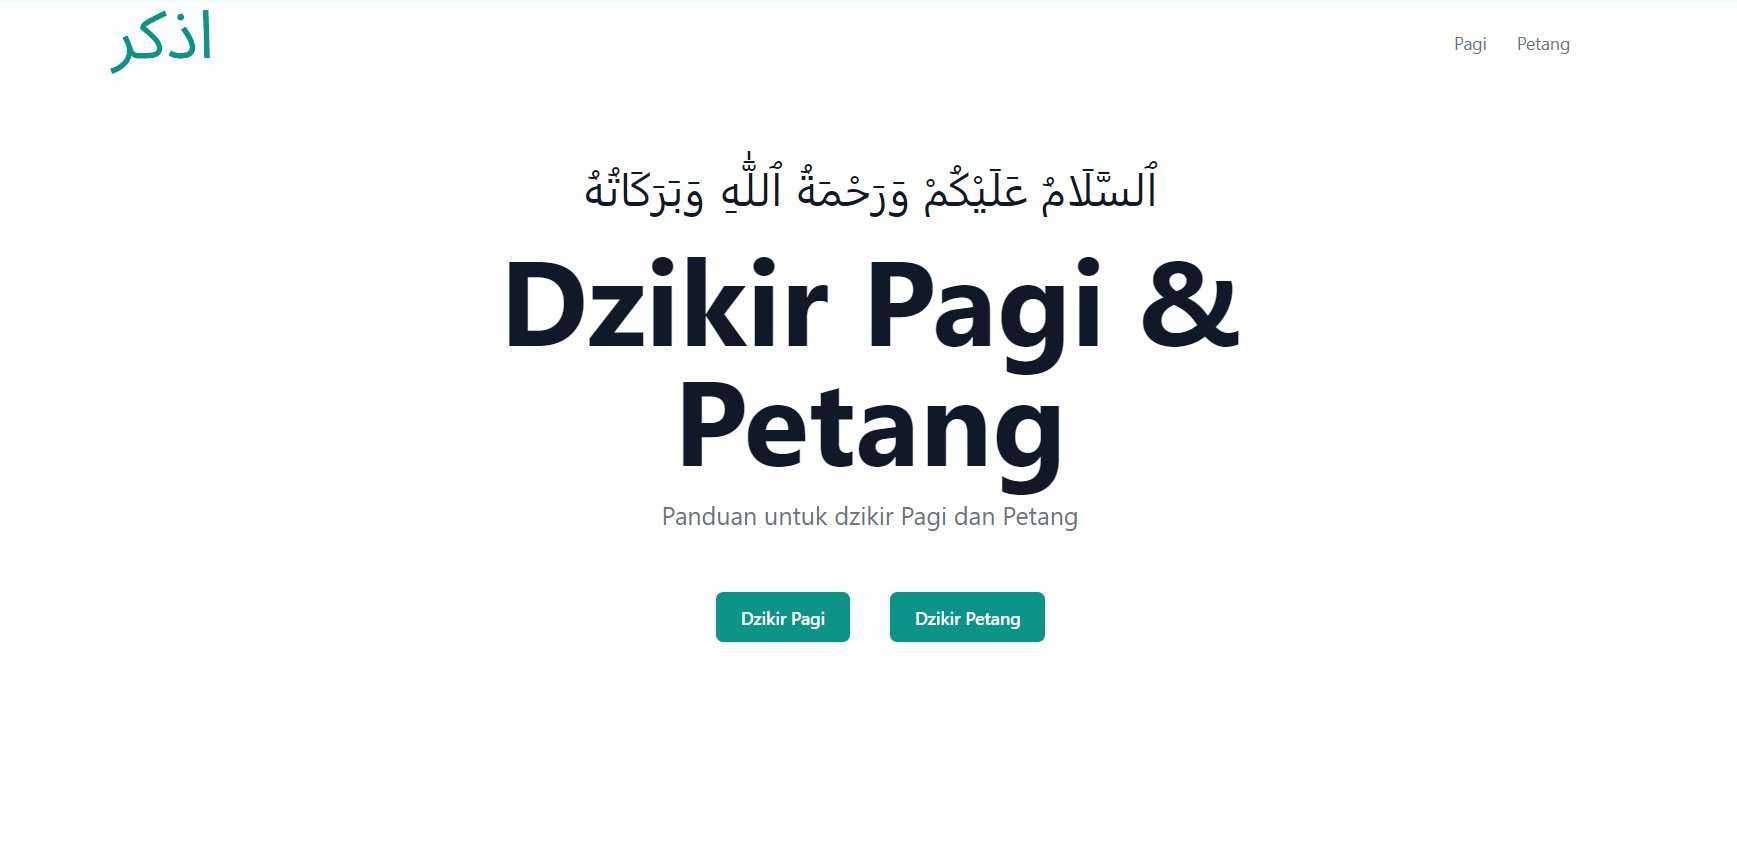 اذكر
Pagi
Petang
ٱلسَّلَامُ عَلَيْكُمْ وَرَحْمَةُ ٱللَّٰهِ وَبَرَكَاتُهُ
Dzikir Pagi &
Petang
Panduan untuk dzikir Pagi dan Petang
Dzikir Pagi
Dzikir Petang